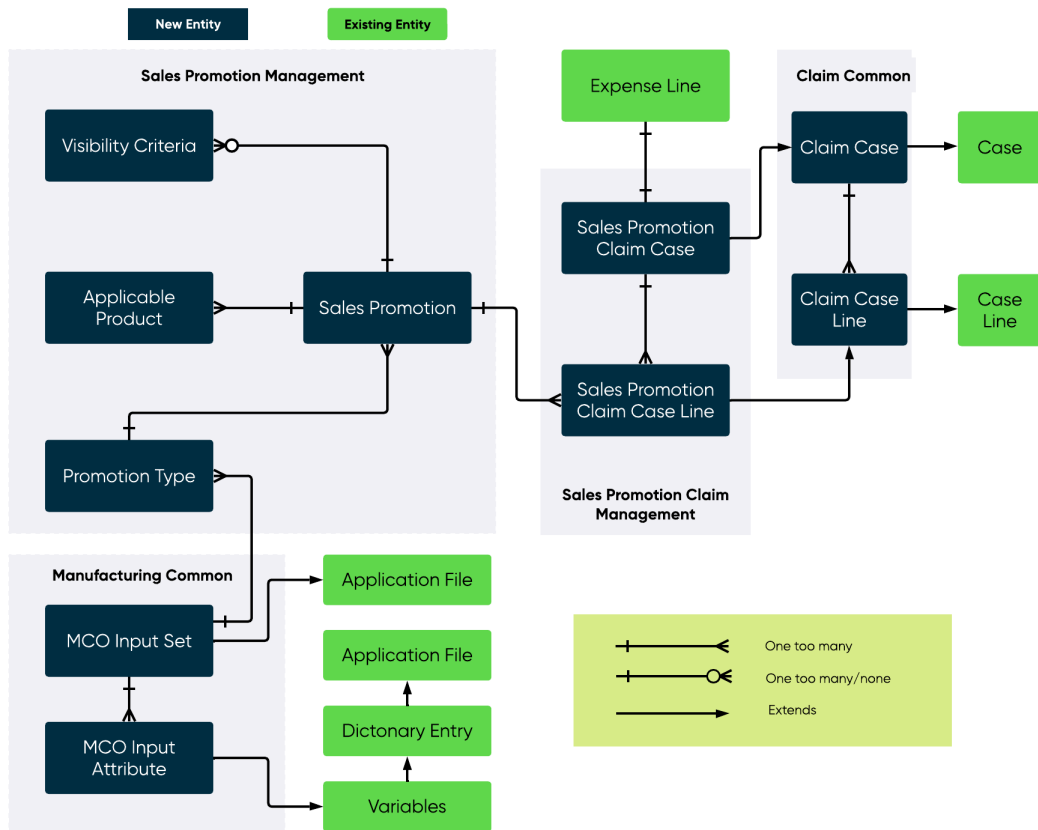 New Entity
Existing Entity
Sales Promotion Management
Visibility Criteria
Applicable
Product
Sales Promotion
Promotion Type
Expense Line
Claim Common
Claim Case
Case
Sales Promotion
Claim Case
Claim Case
Line
Case
Line
Sales Promotion
Claim Case Line
Sales Promotion Claim
Management
Manufacturing Common
MCO Input Set
MCO Input
Attribute
Application File
Application File
Dictonary Entry
Variables
One too many
One too many/none
Extends